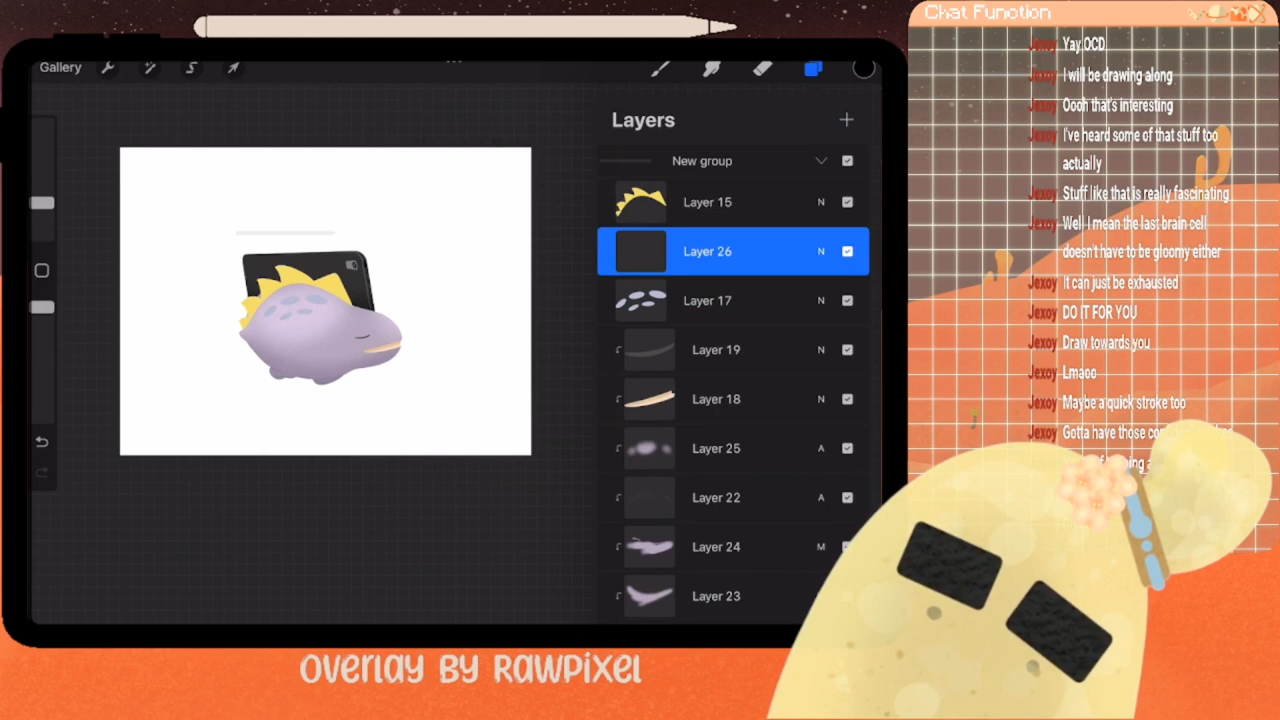 Chat Function
Gallery
Layers
New group
Layer 15 N
Layer 26 N
Layer 17 N
Layer 19 N
Layer 18 N
Layer 25 A
Layer 22 A
Layer 24 M
Layer 23
Jexoy Yay OCD
Jexoy I will be drawing along
Jexoy Oooh that's interesting
Jexoy I've heard some of that stuff too
actually
Jexoy Stuff like that is really fascinating
Jexoy Well I mean the last brain cell
doesn't have to be gloomy either
Jexoy It can just be exhausted
Jexoy DO IT FOR YOU
Jexoy Draw towards you
Jexoy Lmaoo
Jexoy Maybe a quick stroke too
Jexoy Gotta have those
OVERLAY BY RAWPIXEL